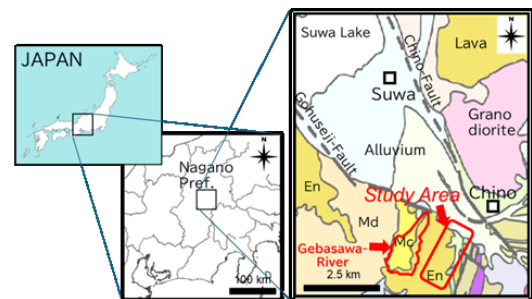 JAPAN
Nagano
Pref.
100 km
Suwa Lake
Lava
Chino-Fault
Suwa
Gohuseji-Fault
Grano
diorite
Alluvium
Study Area
Chino
En
Md
Mc
Gebasawa-
River
En
2.5 km